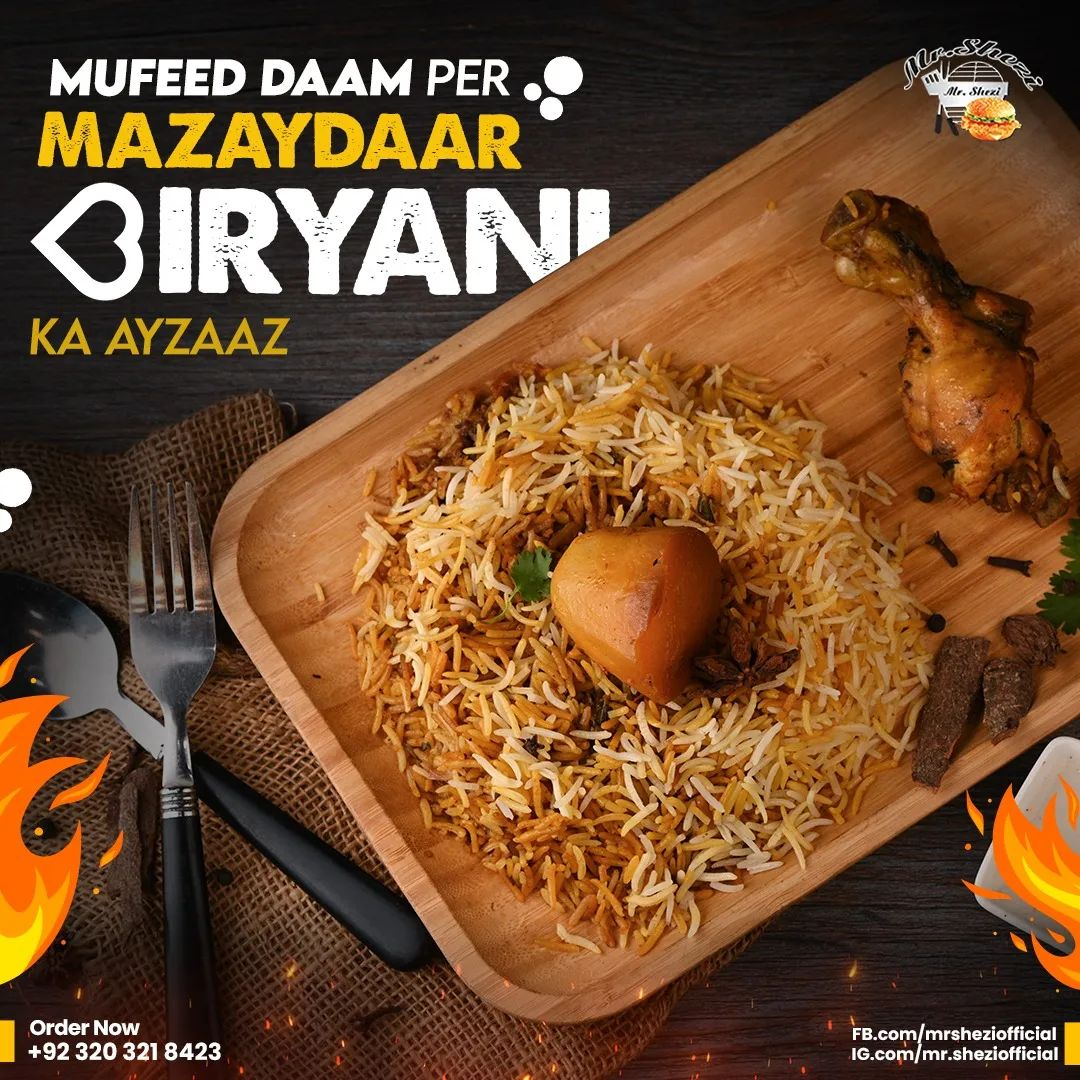 MUFEED DAAM PER
MAZAYDAAR
BIRYANI
KA AYZAAZ
Mr.Shezi
Mr. Shezi
Order Now
+92 320 321 8423
FB.com/mrsheziofficial
IG.com/mr.sheziofficial